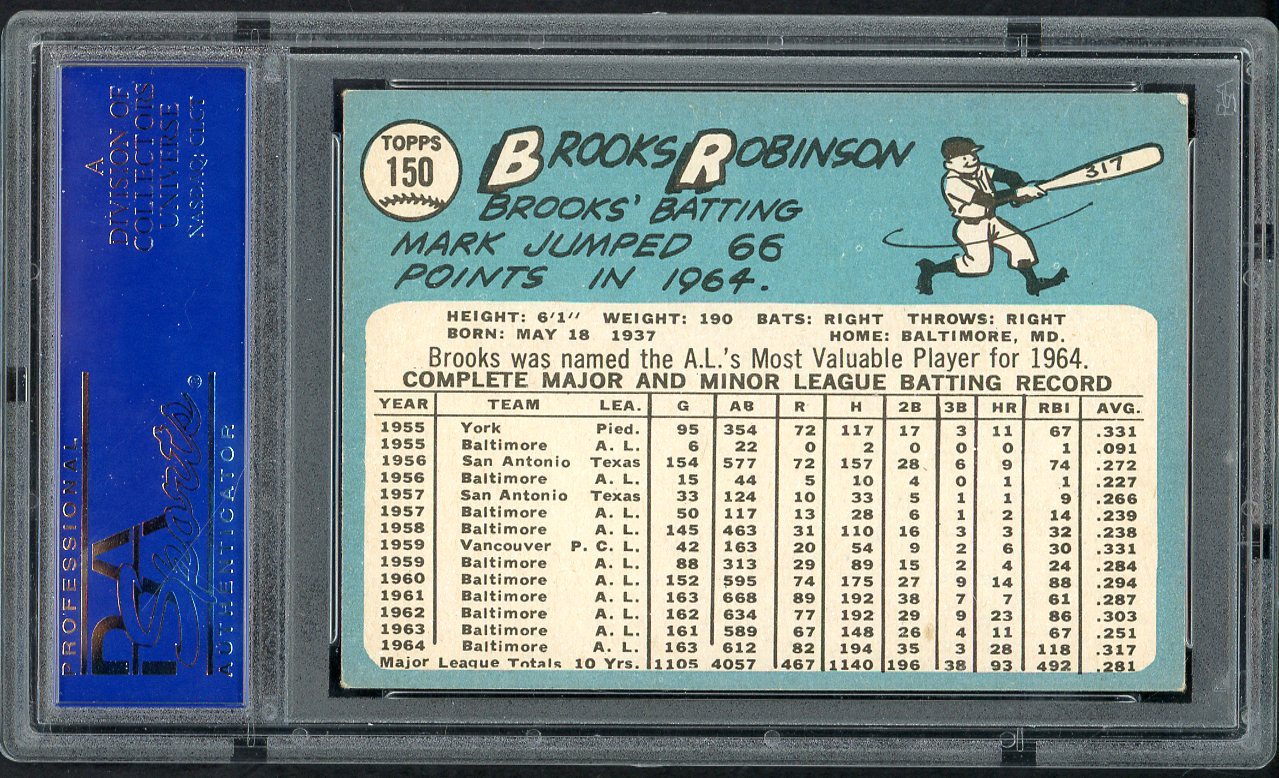 A
DIVISION OF
COLLECTORS
UNIVERSE
NASDAQ: CLCT
PROFESSIONAL
PSA
Sports®
AUTHENTICATOR
PSA
TOPPS
150
BROOKS ROBINSON
BROOKS' BATTING
MARK JUMPED 66
POINTS IN 1964.
317
HEIGHT: 6'1" WEIGHT: 190 BATS: RIGHT THROWS: RIGHT
BORN: MAY 18 1937 HOME: BALTIMORE, MD.
Brooks was named the A.L.'s Most Valuable Player for 1964.
COMPLETE MAJOR AND MINOR LEAGUE BATTING RECORD
YEAR TEAM LEA. G AB R H 2B 3B HR RBI AVG.
1955 York Pied. 95 354 72 117 17 3 11 67 .331
1955 Baltimore A. L. 6 22 0 2 0 0 0 1 .091
1956 San Antonio Texas 154 577 72 157 28 6 9 74 .272
1956 Baltimore A. L. 15 44 5 10 4 0 1 1 .227
1957 San Antonio Texas 33 124 10 33 5 1 1 9 .266
1957 Baltimore A. L. 50 117 13 28 6 1 2 14 .239
1958 Baltimore A. L. 145 463 31 110 16 3 3 32 .238
1959 Vancouver P. C. L. 42 163 20 54 9 2 6 30 .331
1959 Baltimore A. L. 88 313 29 89 15 2 4 24 .284
1960 Baltimore A. L. 152 595 74 175 27 9 14 88 .294
1961 Baltimore A. L. 163 668 89 192 38 7 7 61 .287
1962 Baltimore A. L. 162 634 77 192 29 9 23 86 .303
1963 Baltimore A. L. 161 589 67 148 26 4 11 67 .251
1964 Baltimore A. L. 163 612 82 194 35 3 28 118 .317
Major League Totals 10 Yrs. 1105 4057 467 1140 196 38 93 492 .281